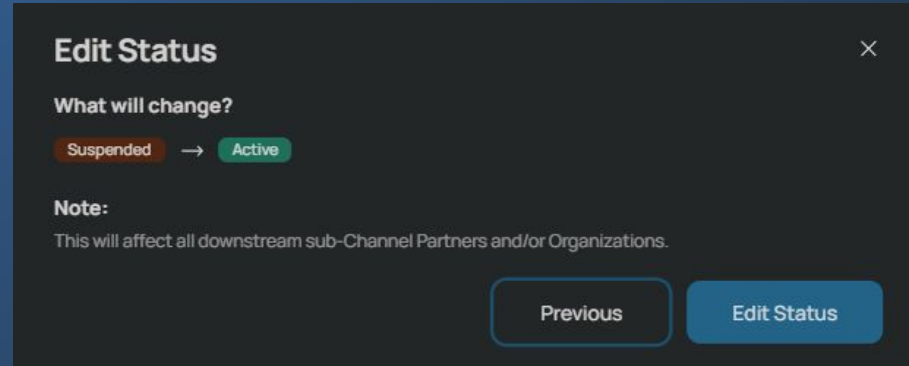 Edit Status
What will change?
Suspended → Active
Note:
This will affect all downstream sub-Channel Partners and/or Organizations.
Previous
Edit Status